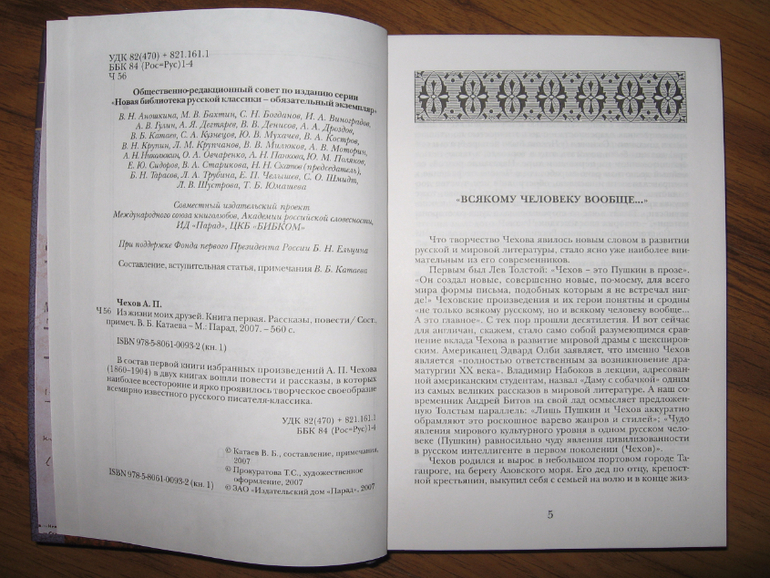 УДК 82(470) + 821.161.1
ББК 84 (Рос=Рус)1-4
Ч 56
Общественно-редакционный совет по изданию серии
«Новая библиотека русской классики – обязательный экземпляр»
В. Н. Аношкина, М. В. Бахтин, С. Н. Богданов, И. А. Виноградов,
А. В. Гулин, А. Л. Дегтарев, В. В. Денисов, А. А. Дроздов,
В. Б. Катаев, С. А. Кузнецов, Ю. В. Мухачев, В. А. Костров,
В. Н. Крупин, Л. М. Крупчанов, В. В. Милюков, А. В. Моторин,
А. Н. Николюкин, О. А. Овчаренко, А. Н. Панкова, Ю. М. Поляков,
Е. Ю. Сидоров, В. А. Старикова, Н. Н. Скатов (председатель),
Б. Н. Тарасов, Л. А. Трубина, Е. П. Челышев, С. О. Шмидт,
Л. В. Шустрова, Т. Б. Юмашева
Совместный издательский проект
Международного союза книголюбов, Академии российской словесности,
ИД «Парад», ЦКБ «БИБКОМ»
При поддержке Фонда первого Президента России Б. Н. Ельцина
Составление, вступительная статья, примечания В. Б. Катаева
Чехов А. П.
Ч 56 Из жизни моих друзей. Книга первая. Рассказы, повести/ Сост.,
примеч. В. Б. Катаева – М.: Парад, 2007. – 560 с.
ISBN 978-5-8061-0093-2 (кн. 1)
В состав первой книги избранных произведений А. П. Чехова
(1860–1904) в двух книгах вошли повести и рассказы, в которых
наиболее всесторонне и ярко проявилось творческое своеобразие
всемирно известного русского писателя-классика.
УДК 82(470) + 821.161.1
ББК 84 (Рос=Рус)1-4
© Катаев В. Б., составление, примечания,
2007
© Прокуратова Т.С., художественное
оформление, 2007
ISBN 978-5-8061-0093-2 (кн. 1) © ЗАО «Издательский дом «Парад», 2007
«ВСЯКОМУ ЧЕЛОВЕКУ ВООБЩЕ...»
Что творчество Чехова явилось новым словом в развитии
русской и мировой литературы, стало ясно уже наиболее вни-
мательным из его современников.
Первым был Лев Толстой: «Чехов – это Пушкин в прозе».
«Он создал новые, совершенно новые, по-моему, для всего
мира формы письма, подобных которым я не встречал ниг-
де!» Чеховские произведения и их герои понятны и сродны
«не только всякому русскому, но и всякому человеку вообще...
А это главное». С тех пор прошли десятилетия. И вот сейчас
для англичан, скажем, стало само собой разумеющимся сравне-
ние вклада Чехова в развитие мировой драмы с шекспировс-
ким. Американец Эдвард Олби заявляет, что именно Чехов
является «полностью ответственным за возникновение дра-
матургии XX века». Владимир Набоков в лекции, адресован-
ной американским студентам, назвал «Даму с собачкой» одним
из самых великих рассказов в мировой литературе. А наш со-
временник Андрей Битов на свой лад осмыслил предложен-
ную Толстым параллель: «Лишь Пушкин и Чехов аккуратно
обрамляют это роскошное варево жанров и стилей»; «Чудо
явления мирового культурного уровня в одном русском чело-
веке (Пушкин) равносильно чуду явления цивилизованности
в русском интеллигенте в первом поколении (Чехов)».
Чехов родился и вырос в небольшом портовом городе Та-
ганроге, на берегу Азовского моря. Его дед по отцу, крепост-
ной крестьянин, выкупил себя с семьей на волю и в конце жиз-
5